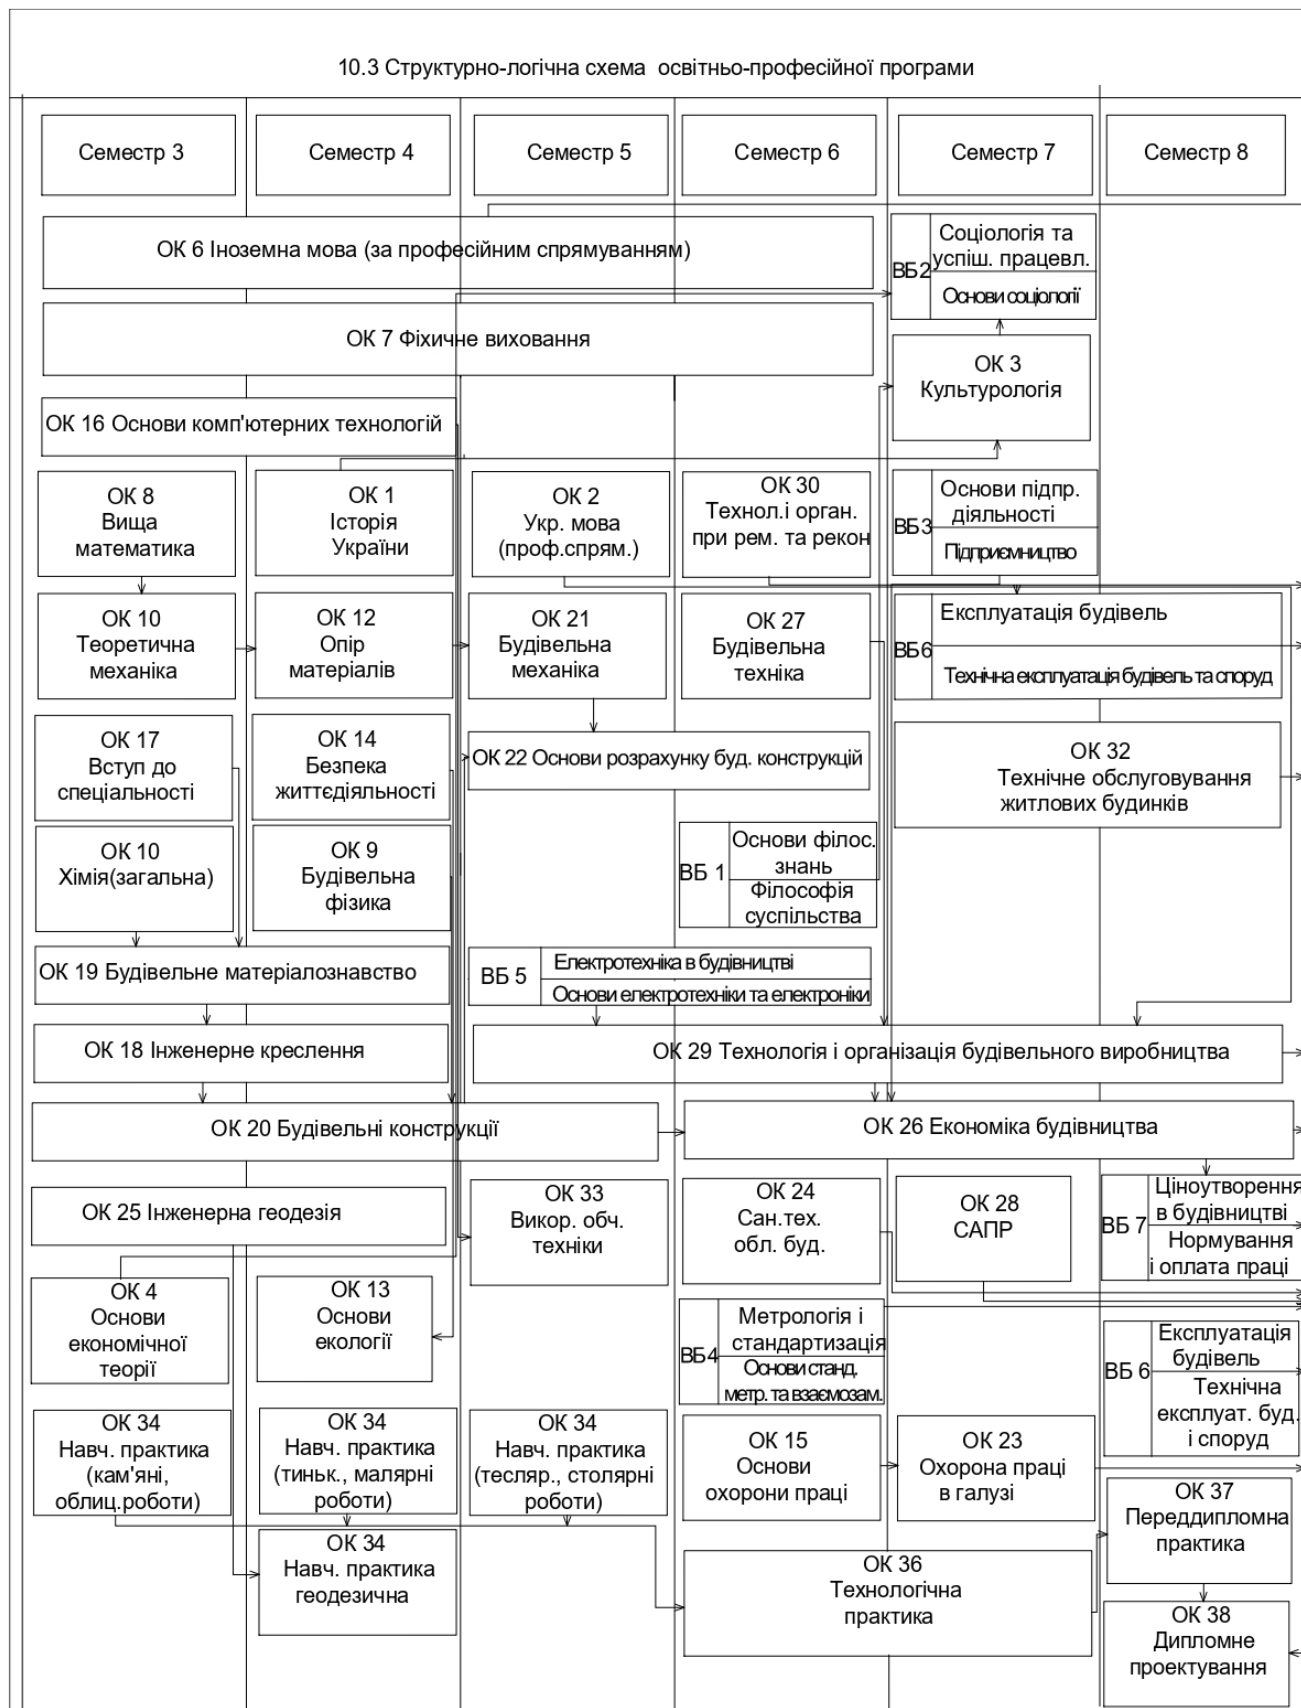 10.3 Структурно-логічна схема освітньо-професійної програми
Семестр 3
Семестр 4
Семестр 5
Семестр 6
Семестр 7
Семестр 8
ОК 6 Іноземна мова (за професійним спрямуванням)
ВБ2
Соціологія та
успіш. працевл.
Основи соціології
ОК 7 Фіхичне виховання
ОК 3
Культурологія
ОК 16 Основи комп'ютерних технологій
ОК 8
Вища
математика
ОК 1
Історія
України
ОК 2
Укр. мова
(проф.спрям.)
ОК 30
Технол.і орган.
при рем. та рекон
ВБ3
Основи підпр.
діяльності
Підприємництво
ОК 10
Теоретична
механіка
ОК 12
Опір
матеріалів
ОК 21
Будівельна
механіка
ОК 27
Будівельна
техніка
ВБ6
Експлуатація будівель
Технічна експлуатація будівель та споруд
ОК 17
Вступ до
спеціальності
ОК 14
Безпека
життєдіяльності
ОК 22 Основи розрахунку буд. конструкцій
ОК 32
Технічне обслуговування
житлових будинків
ОК 10
Хімія(загальна)
ОК 9
Будівельна
фізика
ВБ 1
Основи філос.
знань
Філософія
суспільства
ОК 19 Будівельне матеріалознавство
ВБ 5
Електротехніка в будівництві
Основи електротехніки та електроніки
ОК 18 Інженерне креслення
ОК 29 Технологія і організація будівельного виробництва
ОК 20 Будівельні конструкції
ОК 26 Економіка будівництва
ОК 25 Інженерна геодезія
ОК 33
Викор. обч.
техніки
ОК 24
Сан.тех.
обл. буд.
ОК 28
САПР
ВБ 7
Ціноутворення
в будівництві
Нормування
і оплата праці
ОК 4
Основи
економічної
теорії
ОК 13
Основи
екології
ВБ4
Метрологія і
стандартизація
Основи станд.
метр. та взаємозам.
ВБ 6
Експлуатація
будівель
Технічна
експлуат. буд.
і споруд
ОК 34
Навч. практика
(кам'яні,
облиц.роботи)
ОК 34
Навч. практика
(тиньк., малярні
роботи)
ОК 34
Навч. практика
(тесляр., столярні
роботи)
ОК 15
Основи
охорони праці
ОК 23
Охорона праці
в галузі
ОК 37
Переддипломна
практика
ОК 34
Навч. практика
геодезична
ОК 36
Технологічна
практика
ОК 38
Дипломне
проектування